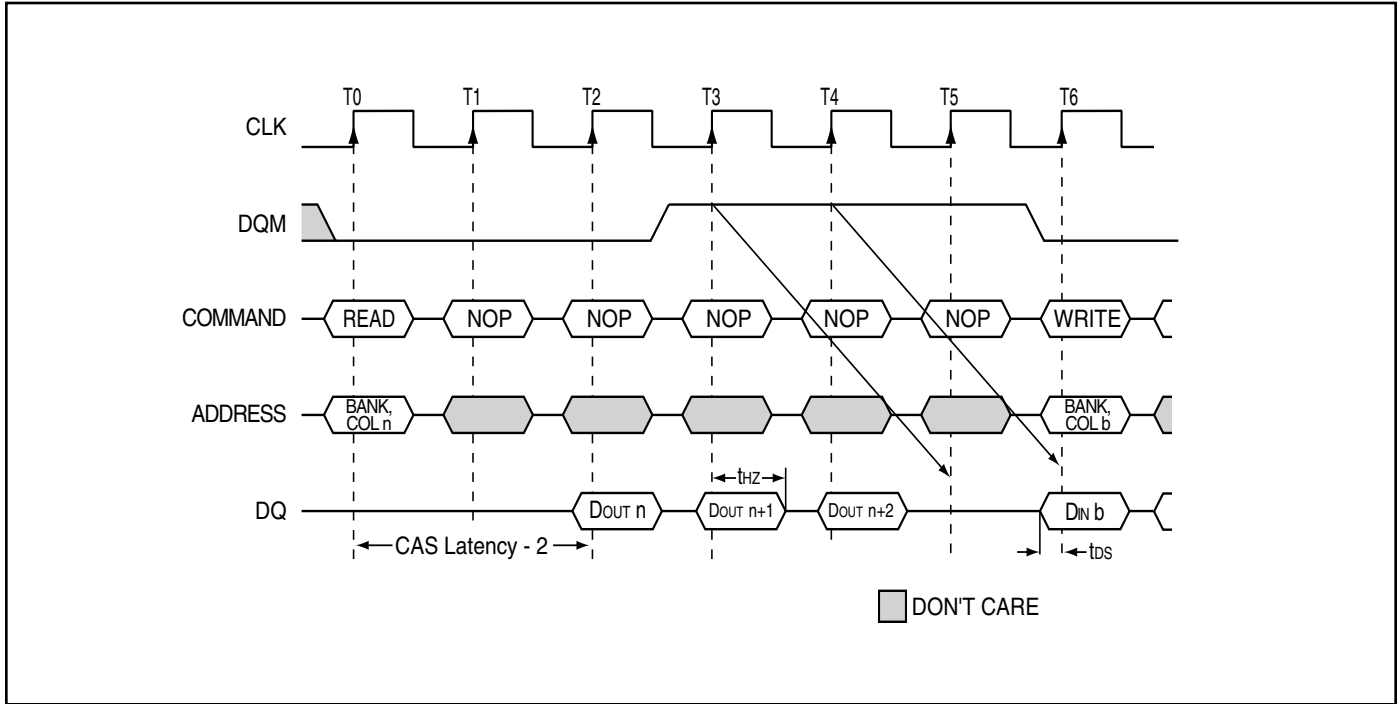 T0 T1 T2 T3 T4 T5 T6
CLK
DQM
COMMAND READ NOP NOP NOP NOP NOP WRITE
ADDRESS BANK, COL n BANK, COL b
tHZ
DQ DOUT n DOUT n+1 DOUT n+2 DIN b
CAS Latency - 2 tDS
DON'T CARE